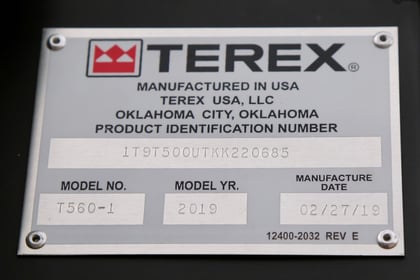 TEREX®
MANUFACTURED IN USA
TEREX USA, LLC
OKLAHOMA CITY, OKLAHOMA
PRODUCT IDENTIFICATION NUMBER
1T9T500UTKK220685
MODEL NO. MODEL YR. MANUFACTURE DATE
T560-1 2019 02/27/19
12400-2032 REV E